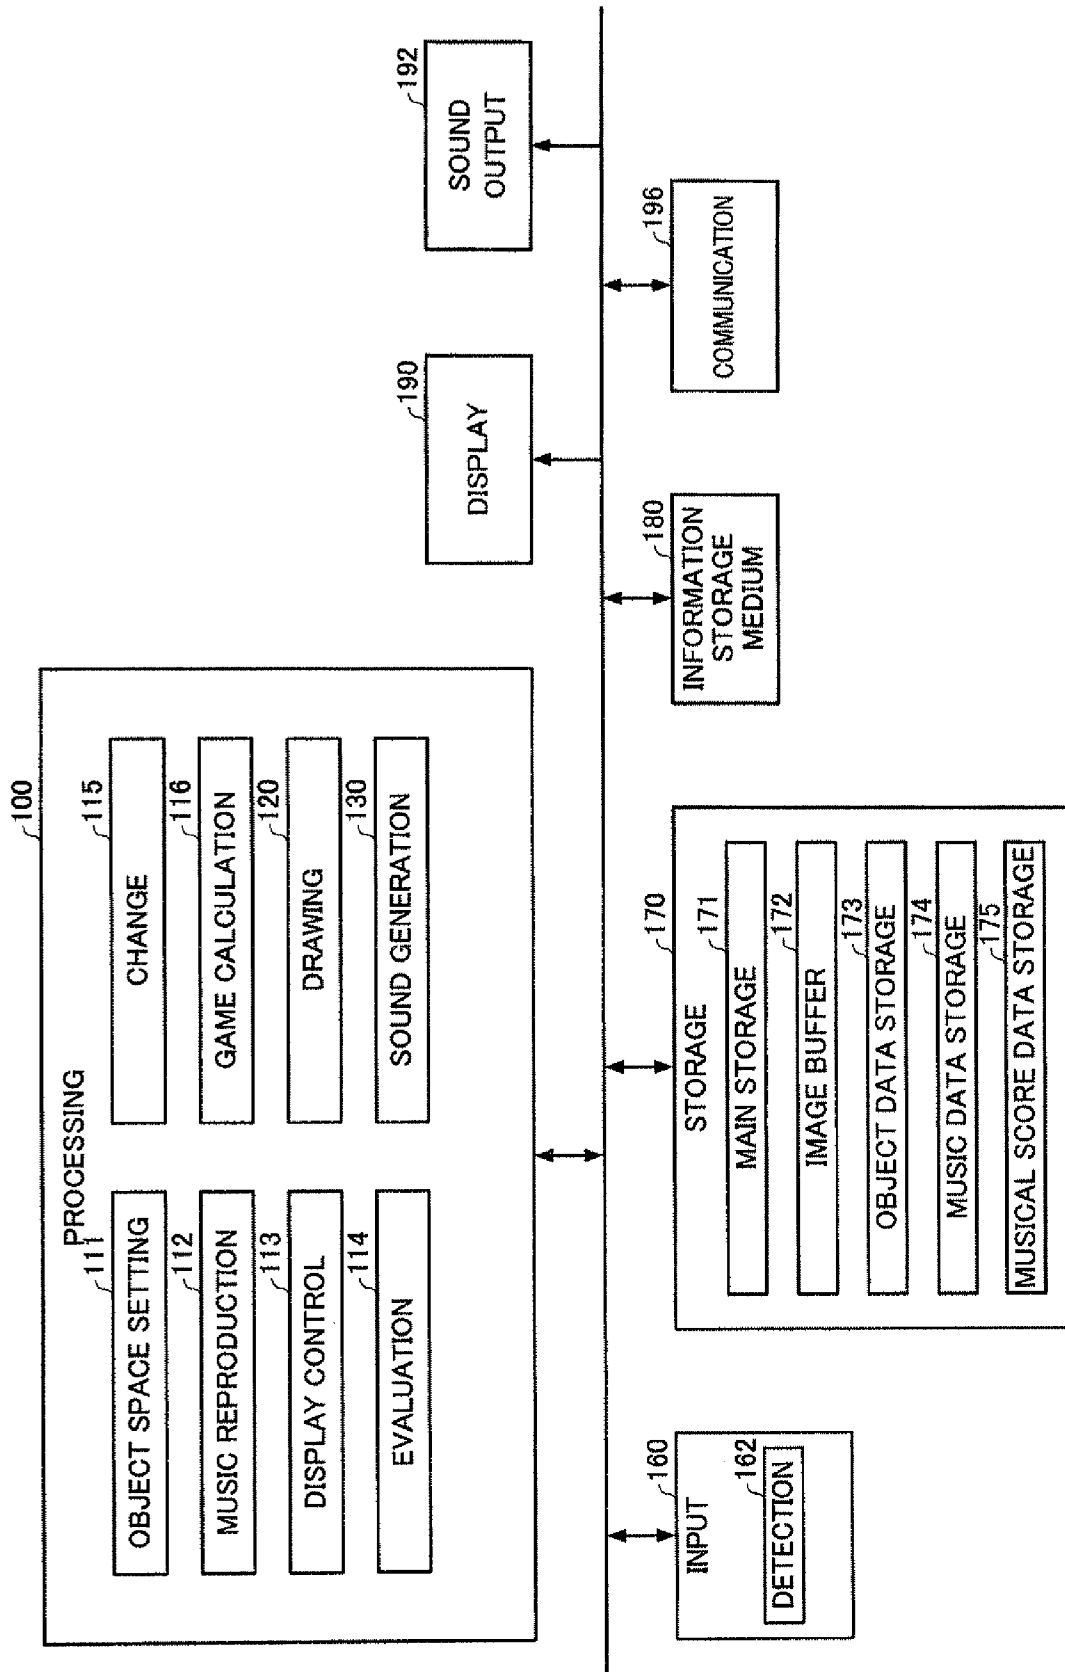 100
PROCESSING
111
OBJECT SPACE SETTING
112
MUSIC REPRODUCTION
113
DISPLAY CONTROL
114
EVALUATION
115
CHANGE
116
GAME CALCULATION
120
DRAWING
130
SOUND GENERATION
190
DISPLAY
192
SOUND
OUTPUT
160
INPUT
162
DETECTION
170
STORAGE
171
MAIN STORAGE
172
IMAGE BUFFER
173
OBJECT DATA STORAGE
174
MUSIC DATA STORAGE
175
MUSICAL SCORE DATA STORAGE
180
INFORMATION
STORAGE
MEDIUM
196
COMMUNICATION